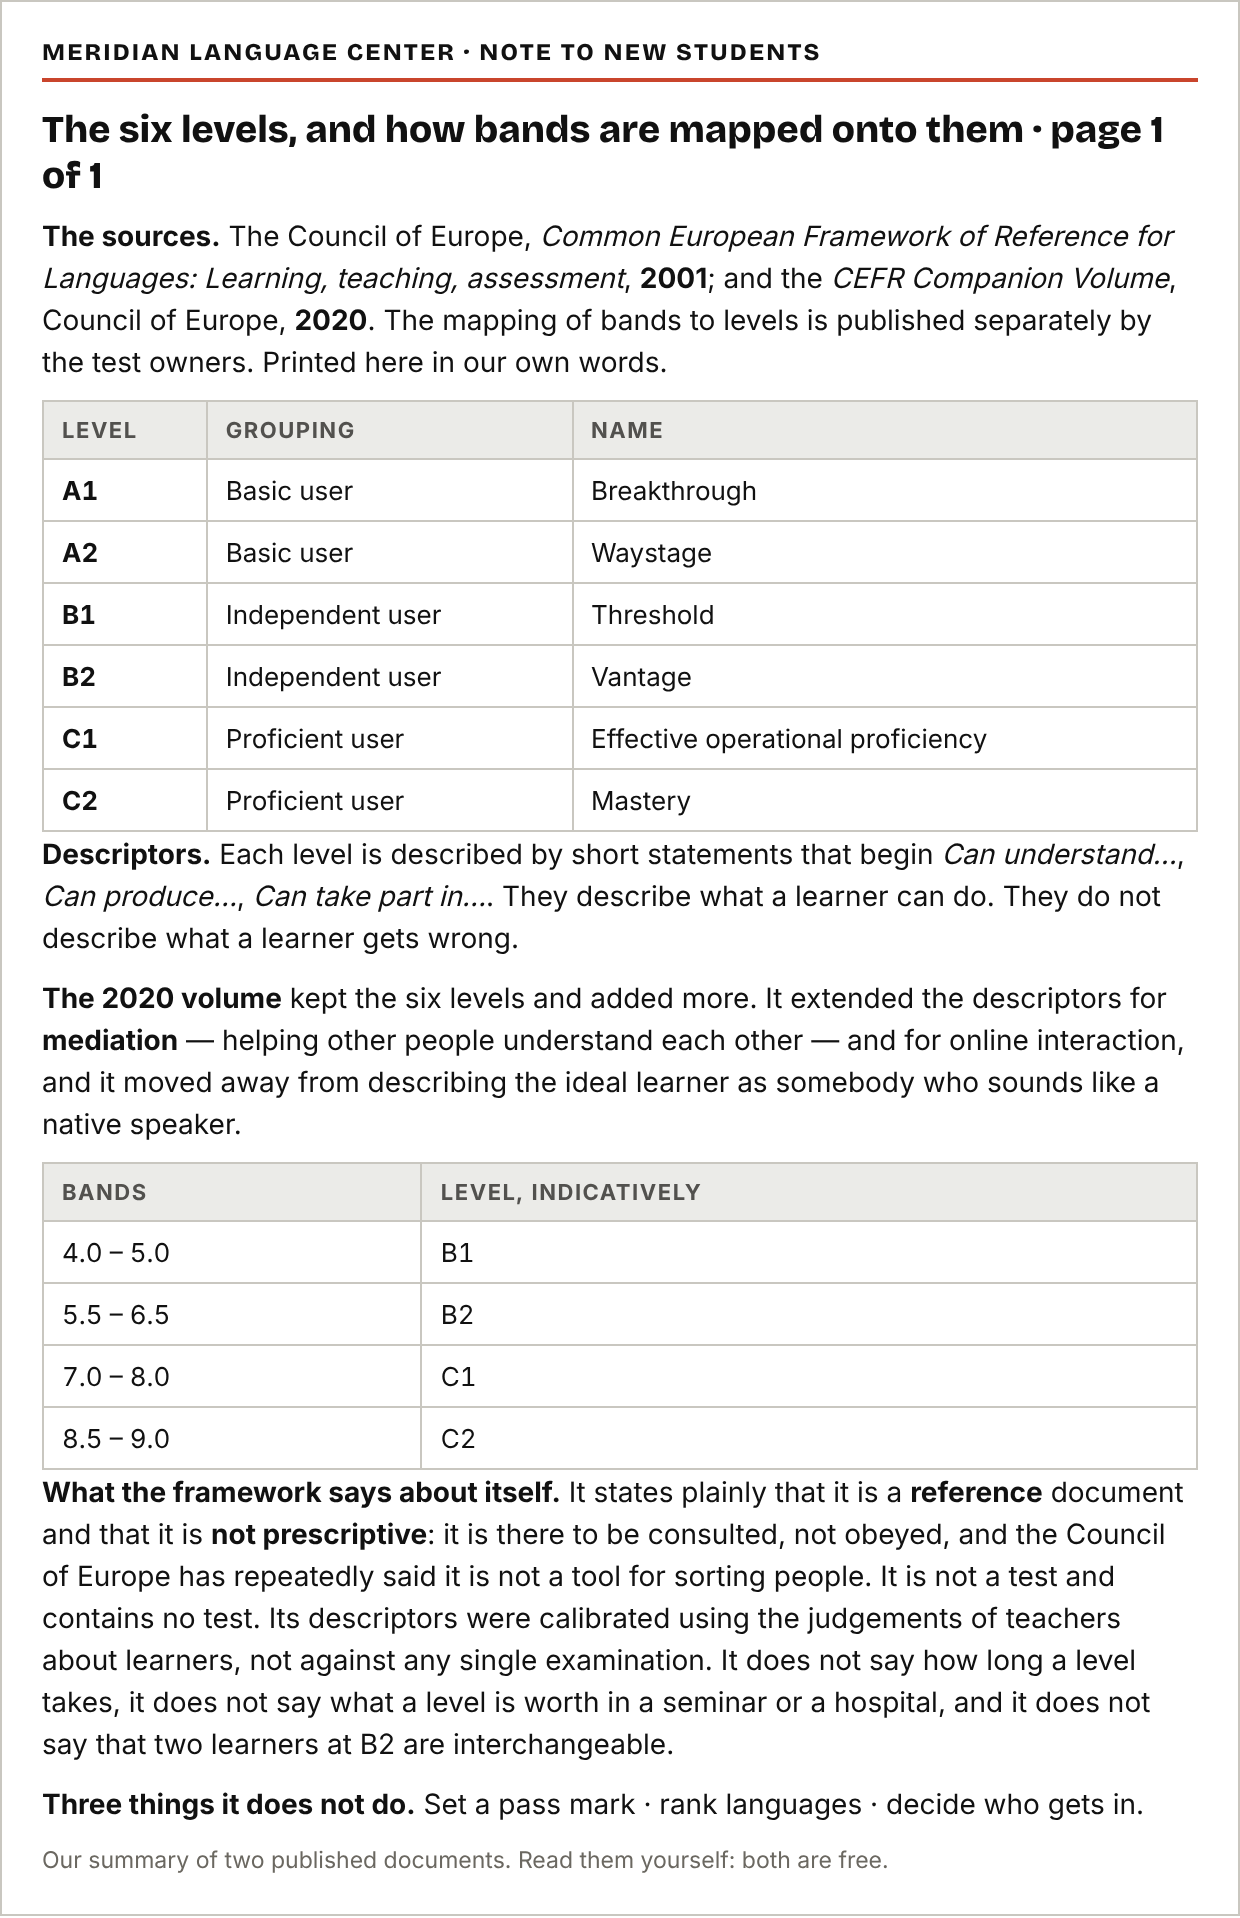 MERIDIAN LANGUAGE CENTER · NOTE TO NEW STUDENTS
The six levels, and how bands are mapped onto them · page 1
of 1
The sources. The Council of Europe, Common European Framework of Reference for
Languages: Learning, teaching, assessment, 2001; and the CEFR Companion Volume,
Council of Europe, 2020. The mapping of bands to levels is published separately by
the test owners. Printed here in our own words.
LEVEL GROUPING NAME
A1 Basic user Breakthrough
A2 Basic user Waystage
B1 Independent user Threshold
B2 Independent user Vantage
C1 Proficient user Effective operational proficiency
C2 Proficient user Mastery
Descriptors. Each level is described by short statements that begin Can understand…,
Can produce…, Can take part in…. They describe what a learner can do. They do not
describe what a learner gets wrong.
The 2020 volume kept the six levels and added more. It extended the descriptors for
mediation — helping other people understand each other — and for online interaction,
and it moved away from describing the ideal learner as somebody who sounds like a
native speaker.
BANDS LEVEL, INDICATIVELY
4.0 – 5.0 B1
5.5 – 6.5 B2
7.0 – 8.0 C1
8.5 – 9.0 C2
What the framework says about itself. It states plainly that it is a reference document
and that it is not prescriptive: it is there to be consulted, not obeyed, and the Council
of Europe has repeatedly said it is not a tool for sorting people. It is not a test and
contains no test. Its descriptors were calibrated using the judgements of teachers
about learners, not against any single examination. It does not say how long a level
takes, it does not say what a level is worth in a seminar or a hospital, and it does not
say that two learners at B2 are interchangeable.
Three things it does not do. Set a pass mark · rank languages · decide who gets in.
Our summary of two published documents. Read them yourself: both are free.